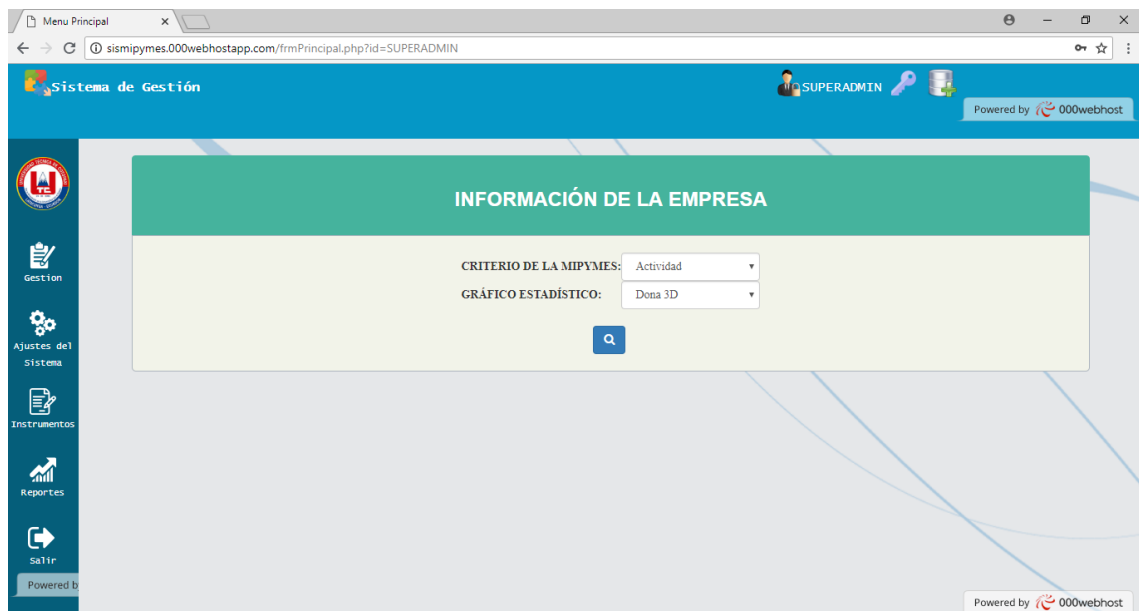 Menu Principal
sismipymes.000webhostapp.com/frmPrincipal.php?id=SUPERADMIN
Sistema de Gestión
SUPERADMIN
Powered by 000webhost
INFORMACIÓN DE LA EMPRESA
CRITERIO DE LA MIPYMES: Actividad
GRÁFICO ESTADÍSTICO: Dona 3D
Gestion
Ajustes del
Sistema
Instrumentos
Reportes
Salir
Powered b
Powered by 000webhost